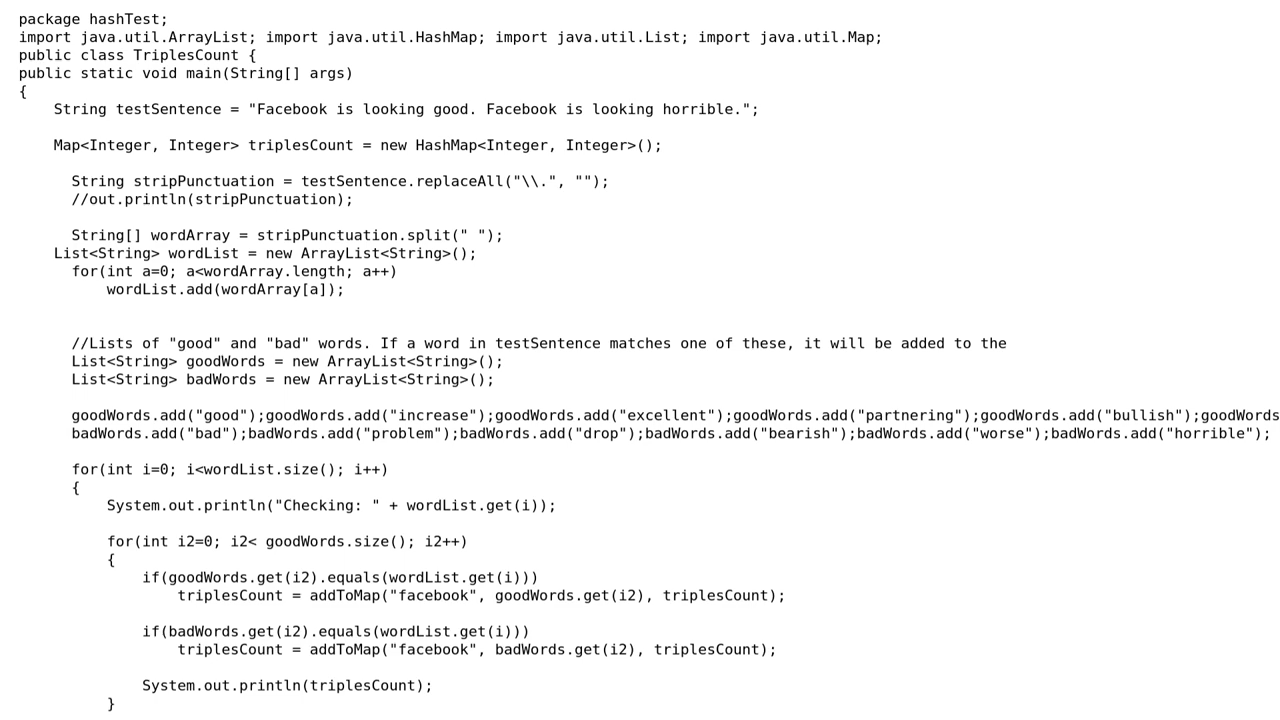 package hashTest;
import java.util.ArrayList; import java.util.HashMap; import java.util.List; import java.util.Map;
public class TriplesCount {
public static void main(String[] args)
{
    String testSentence = "Facebook is looking good. Facebook is looking horrible.";

    Map<Integer, Integer> triplesCount = new HashMap<Integer, Integer>();

      String stripPunctuation = testSentence.replaceAll("\\.", "");
      //out.println(stripPunctuation);

      String[] wordArray = stripPunctuation.split(" ");
    List<String> wordList = new ArrayList<String>();
      for(int a=0; a<wordArray.length; a++)
          wordList.add(wordArray[a]);


      //Lists of "good" and "bad" words. If a word in testSentence matches one of these, it will be added to the
      List<String> goodWords = new ArrayList<String>();
      List<String> badWords = new ArrayList<String>();

      goodWords.add("good");goodWords.add("increase");goodWords.add("excellent");goodWords.add("partnering");goodWords.add("bullish");goodWords
      badWords.add("bad");badWords.add("problem");badWords.add("drop");badWords.add("bearish");badWords.add("worse");badWords.add("horrible");

      for(int i=0; i<wordList.size(); i++)
      {
          System.out.println("Checking: " + wordList.get(i));

          for(int i2=0; i2< goodWords.size(); i2++)
          {
              if(goodWords.get(i2).equals(wordList.get(i)))
                  triplesCount = addToMap("facebook", goodWords.get(i2), triplesCount);

              if(badWords.get(i2).equals(wordList.get(i)))
                  triplesCount = addToMap("facebook", badWords.get(i2), triplesCount);

              System.out.println(triplesCount);
          }